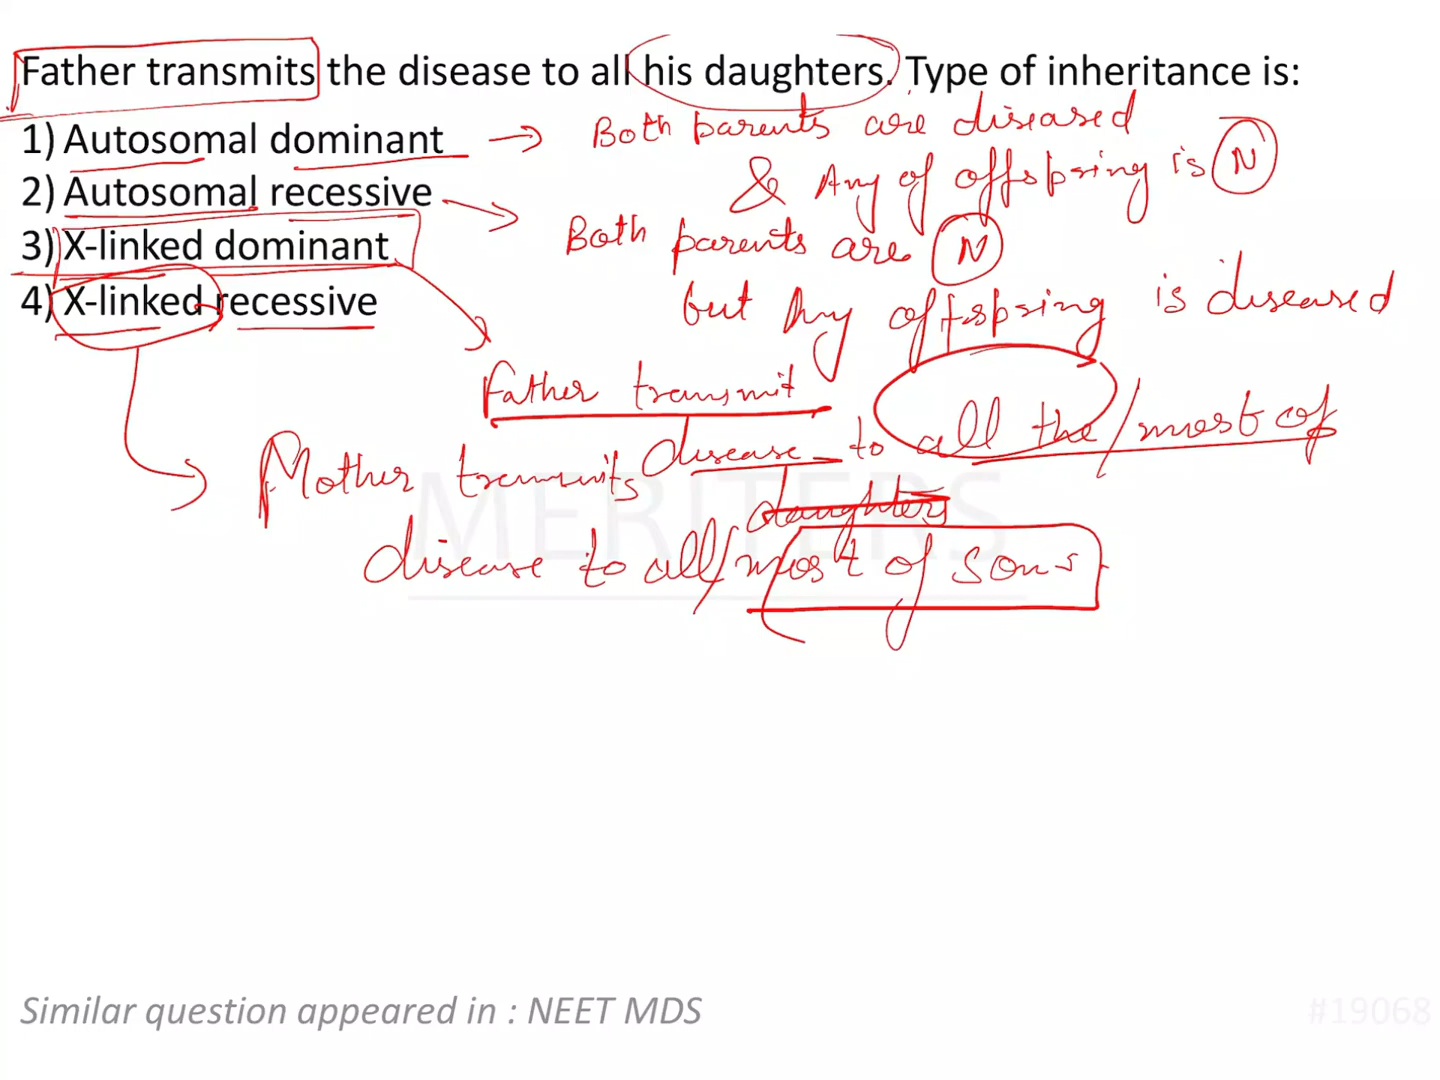 Father transmits the disease to all his daughters. Type of inheritance is:
1) Autosomal dominant → Both parents are diseased
& Any of offspring is N
2) Autosomal recessive → Both parents are N
but Any offspring is diseased
3) X-linked dominant
4) X-linked recessive
Father transmit
disease to all the / most of
daughters
Mother transmits
disease to all/most of sons
MERITERS
Similar question appeared in : NEET MDS
#19068